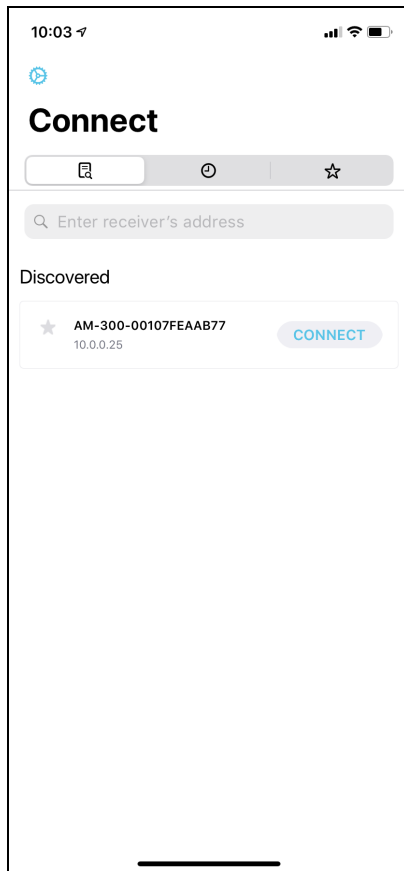 10:03
Connect
Enter receiver's address
Discovered
AM-300-00107FEAAB77
10.0.0.25
CONNECT